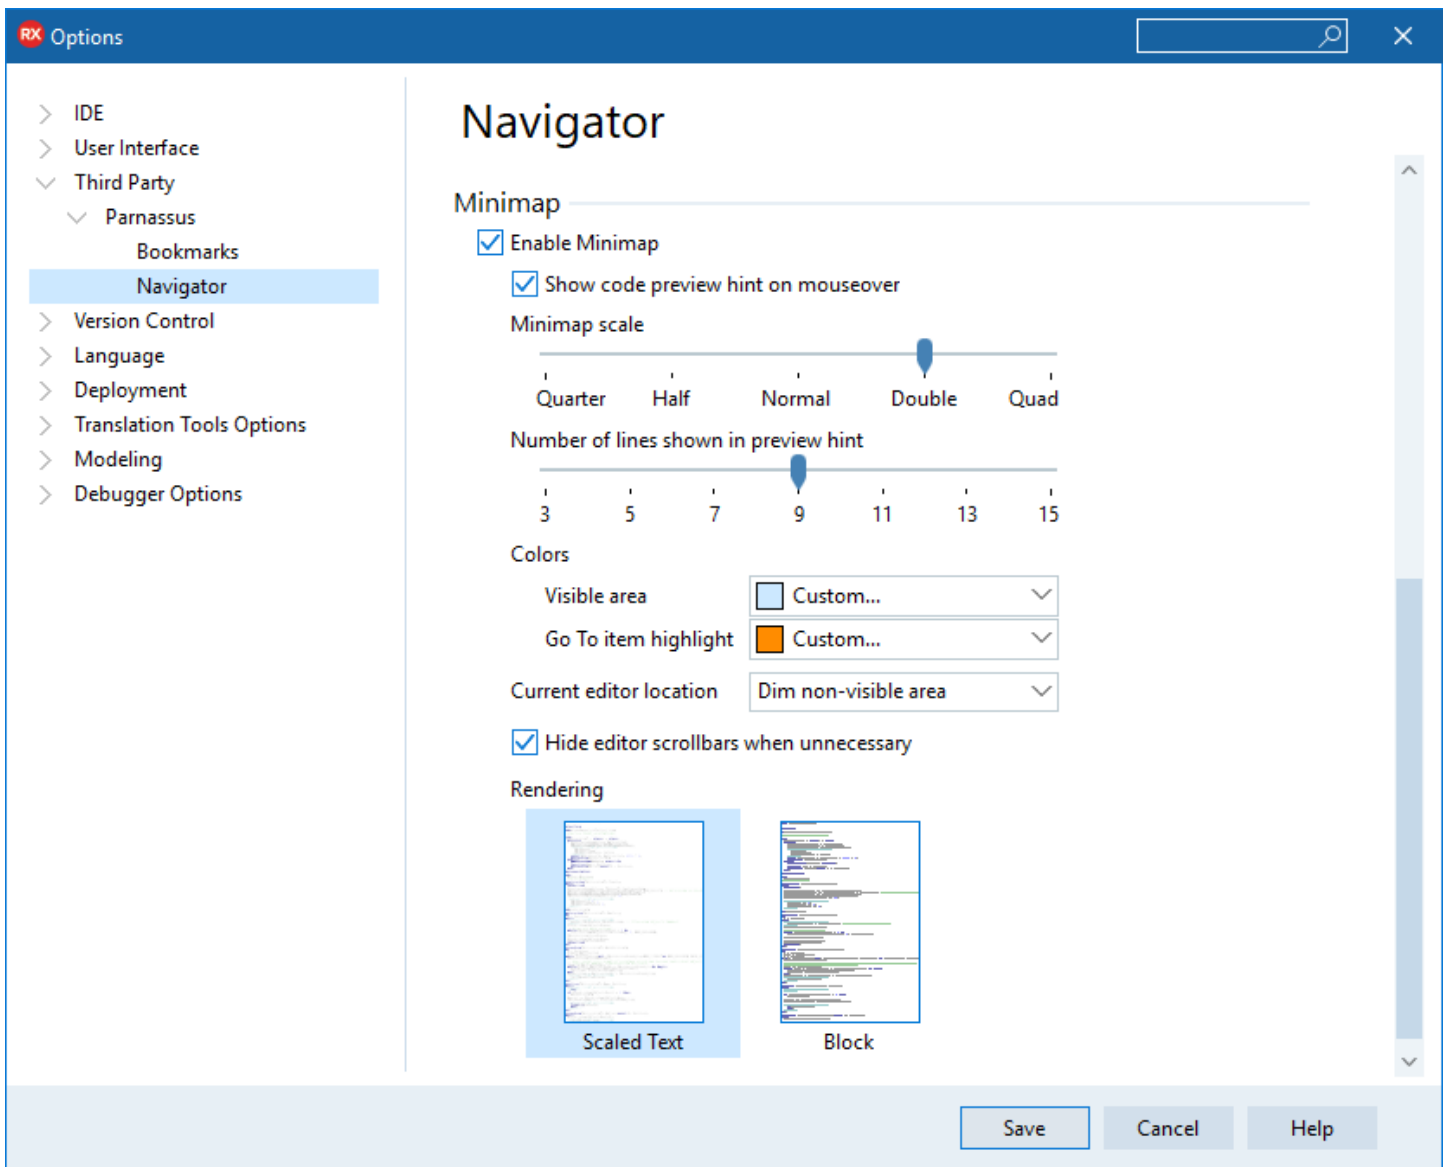 RX Options
IDE
User Interface
Third Party
Parnassus
Bookmarks
Navigator
Version Control
Language
Deployment
Translation Tools Options
Modeling
Debugger Options
Navigator
Minimap
Enable Minimap
Show code preview hint on mouseover
Minimap scale
Quarter Half Normal Double Quad
Number of lines shown in preview hint
3 5 7 9 11 13 15
Colors
Visible area Custom...
Go To item highlight Custom...
Current editor location Dim non-visible area
Hide editor scrollbars when unnecessary
Rendering
Scaled Text Block
Save Cancel Help